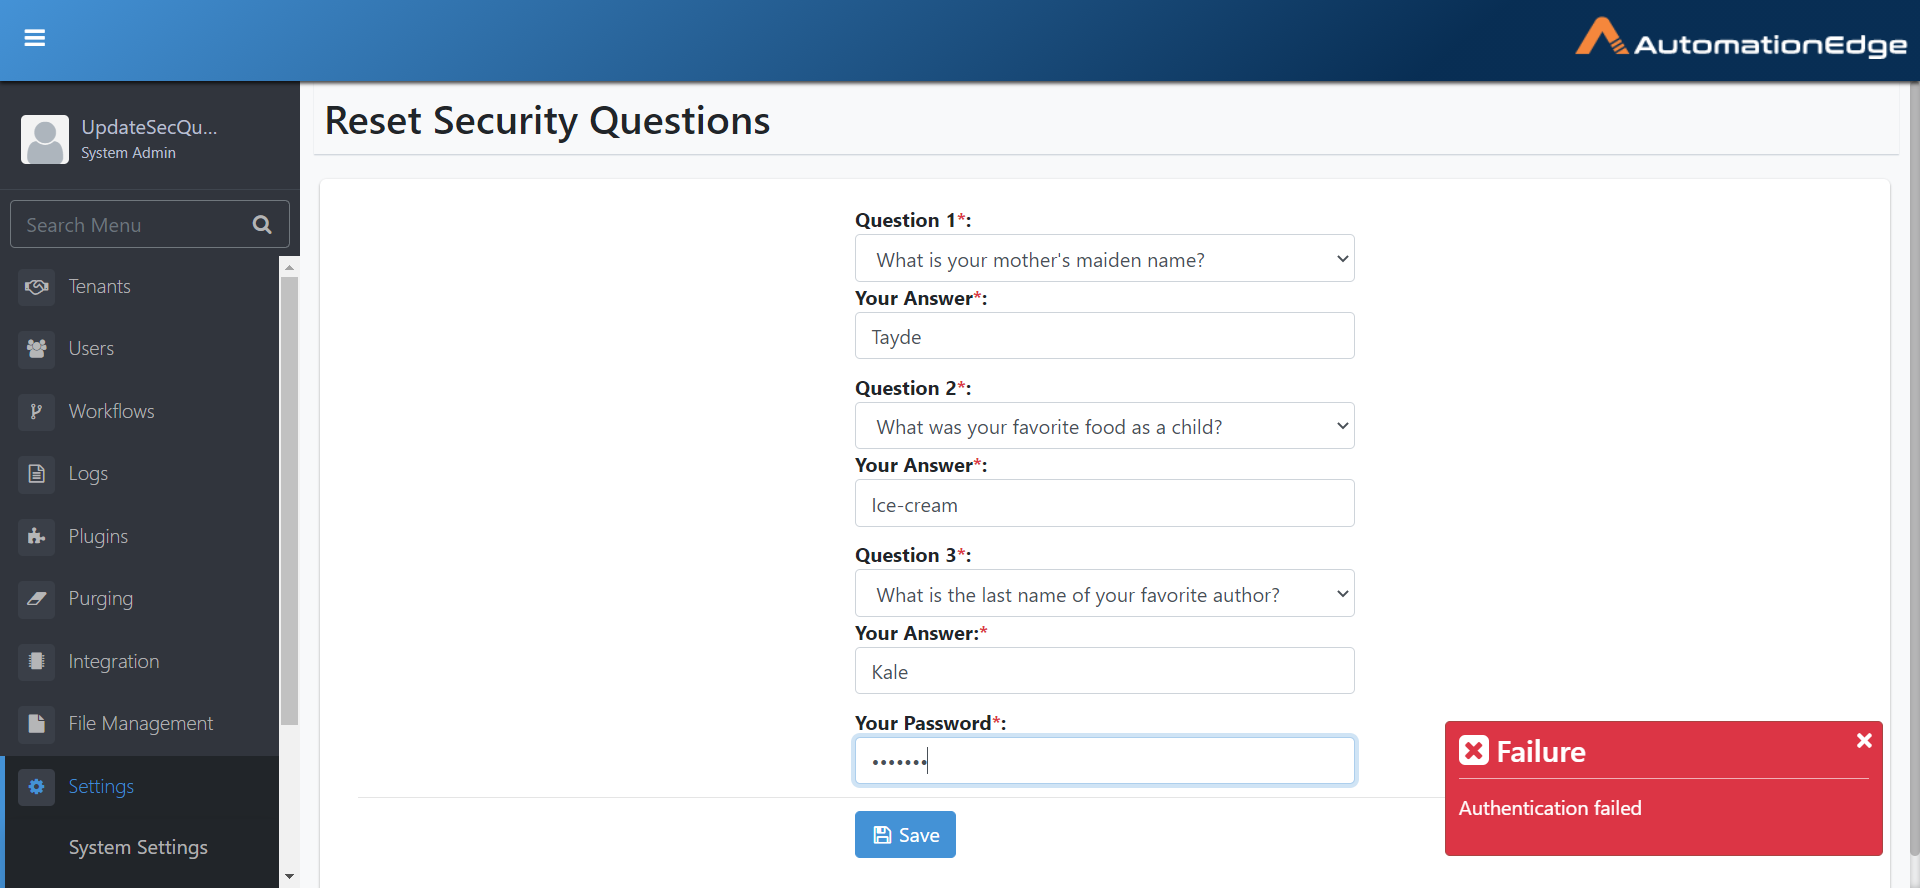 AutomationEdge
UpdateSecQu...
System Admin
Search Menu
Tenants
Users
Workflows
Logs
Plugins
Purging
Integration
File Management
Settings
System Settings
Reset Security Questions
Question 1*:
What is your mother's maiden name?
Your Answer*:
Tayde
Question 2*:
What was your favorite food as a child?
Your Answer*:
Ice-cream
Question 3*:
What is the last name of your favorite author?
Your Answer:*
Kale
Your Password*:
•••••••
Save
Failure
Authentication failed